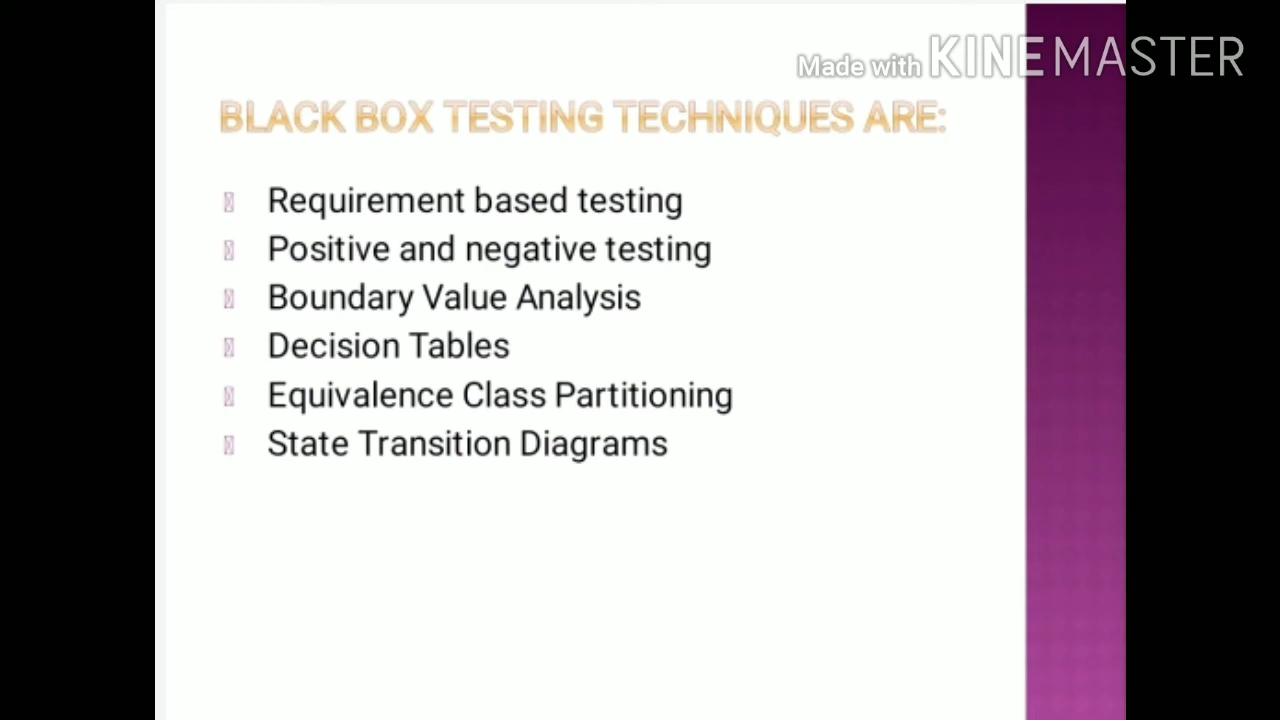 Made with KINEMASTER
BLACK BOX TESTING TECHNIQUES ARE:
Requirement based testing
Positive and negative testing
Boundary Value Analysis
Decision Tables
Equivalence Class Partitioning
State Transition Diagrams